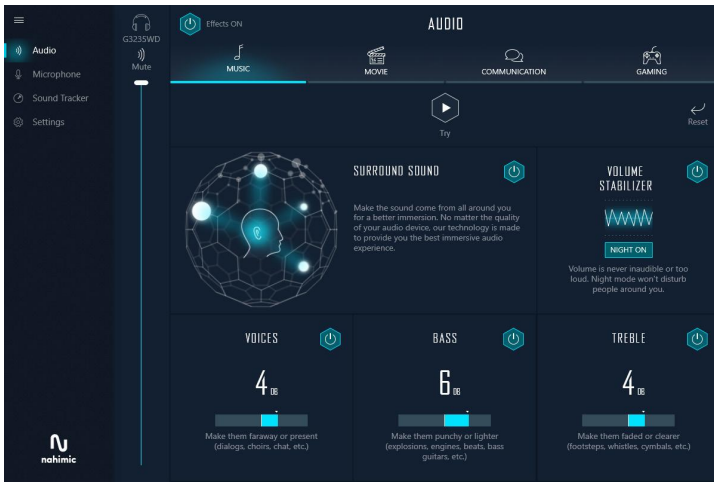 Audio
Microphone
Sound Tracker
Settings
nahimic
G3235WD
Mute
Effects ON
AUDIO
MUSIC
MOVIE
COMMUNICATION
GAMING
Try
Reset
SURROUND SOUND
Make the sound come from all around you
for a better immersion. No matter the quality
of your audio device, our technology is made
to provide you the best immersive audio
experience.
VOLUME
STABILIZER
NIGHT ON
Volume is never inaudible or too
loud. Night mode won't disturb
people around you.
VOICES
4 DB
Make them faraway or present
(dialogs, choirs, chat, etc.)
BASS
6 DB
Make them punchy or lighter
(explosions, engines, beats, bass
guitars, etc.)
TREBLE
4 DB
Make them faded or clearer
(footsteps, whistles, cymbals, etc.)